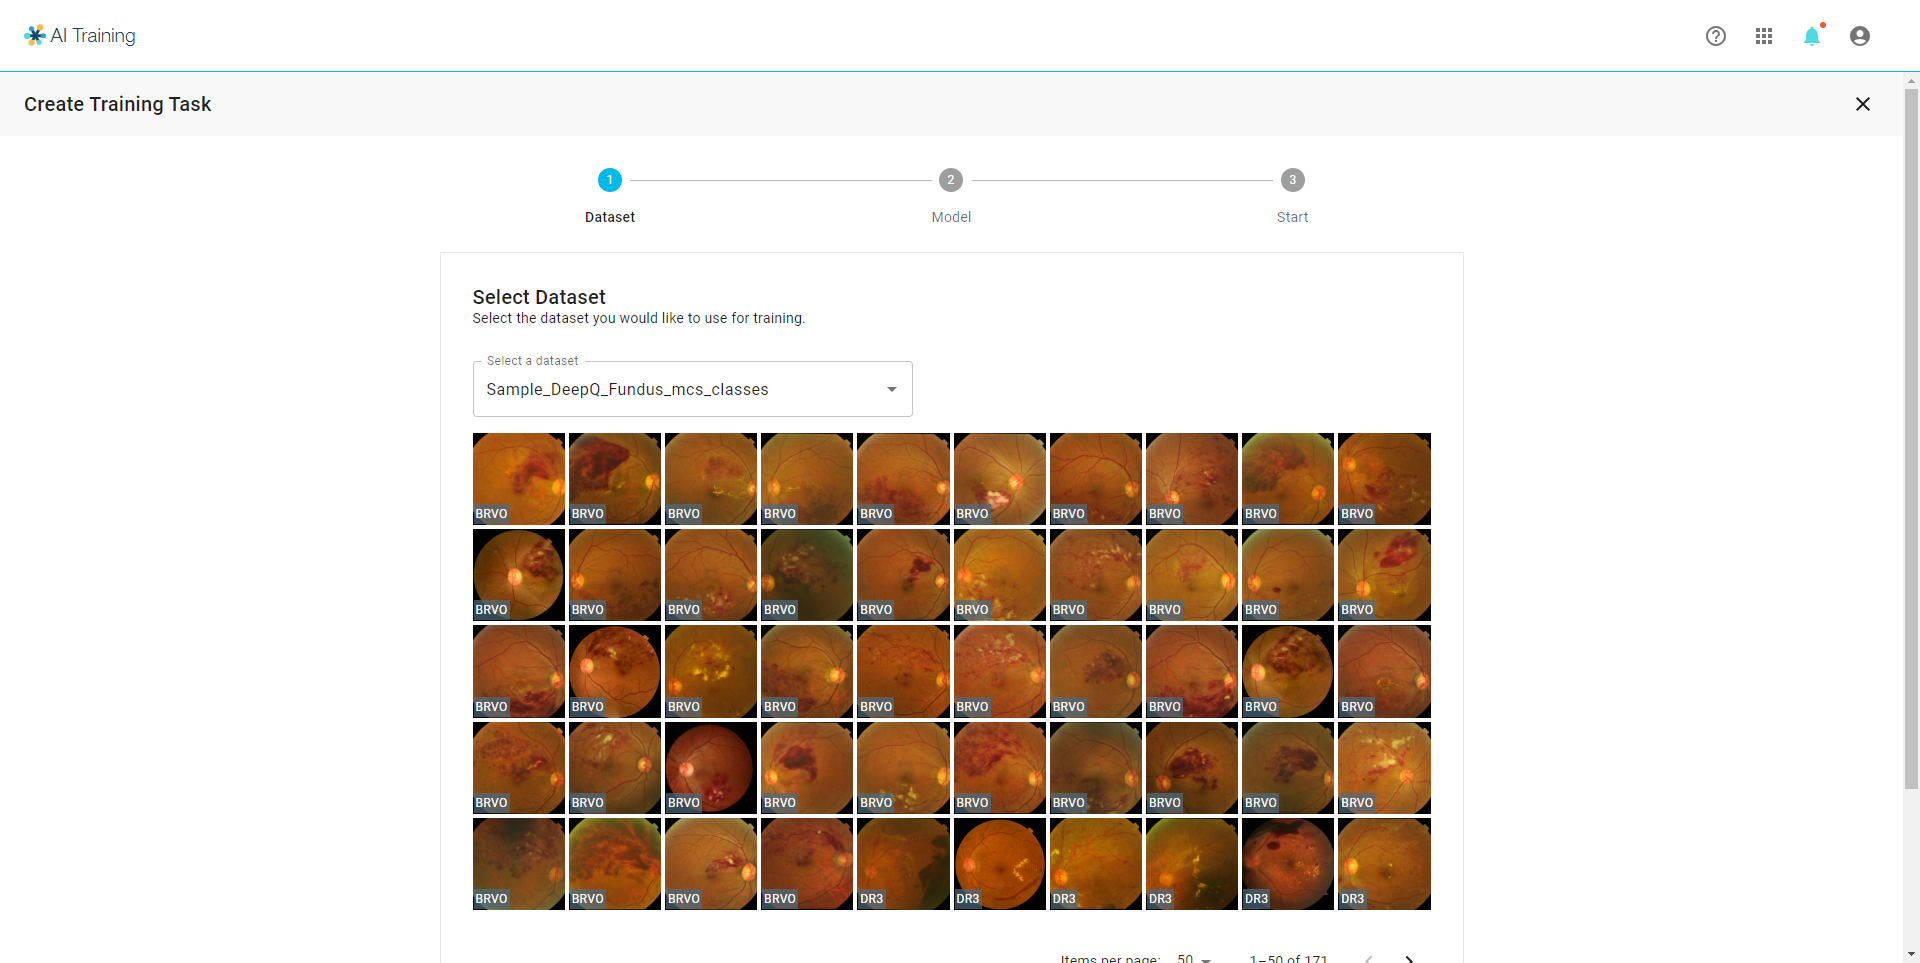 AI Training
Create Training Task
1
2
3
Dataset
Model
Start
Select Dataset
Select the dataset you would like to use for training.
Select a dataset
Sample_DeepQ_Fundus_mcs_classes
BRVO BRVO BRVO BRVO BRVO BRVO BRVO BRVO BRVO BRVO
BRVO BRVO BRVO BRVO BRVO BRVO BRVO BRVO BRVO BRVO
BRVO BRVO BRVO BRVO BRVO BRVO BRVO BRVO BRVO BRVO
BRVO BRVO BRVO BRVO BRVO BRVO BRVO BRVO BRVO BRVO
BRVO BRVO BRVO BRVO DR3 DR3 DR3 DR3 DR3 DR3
Items per page: 50 1–50 of 171